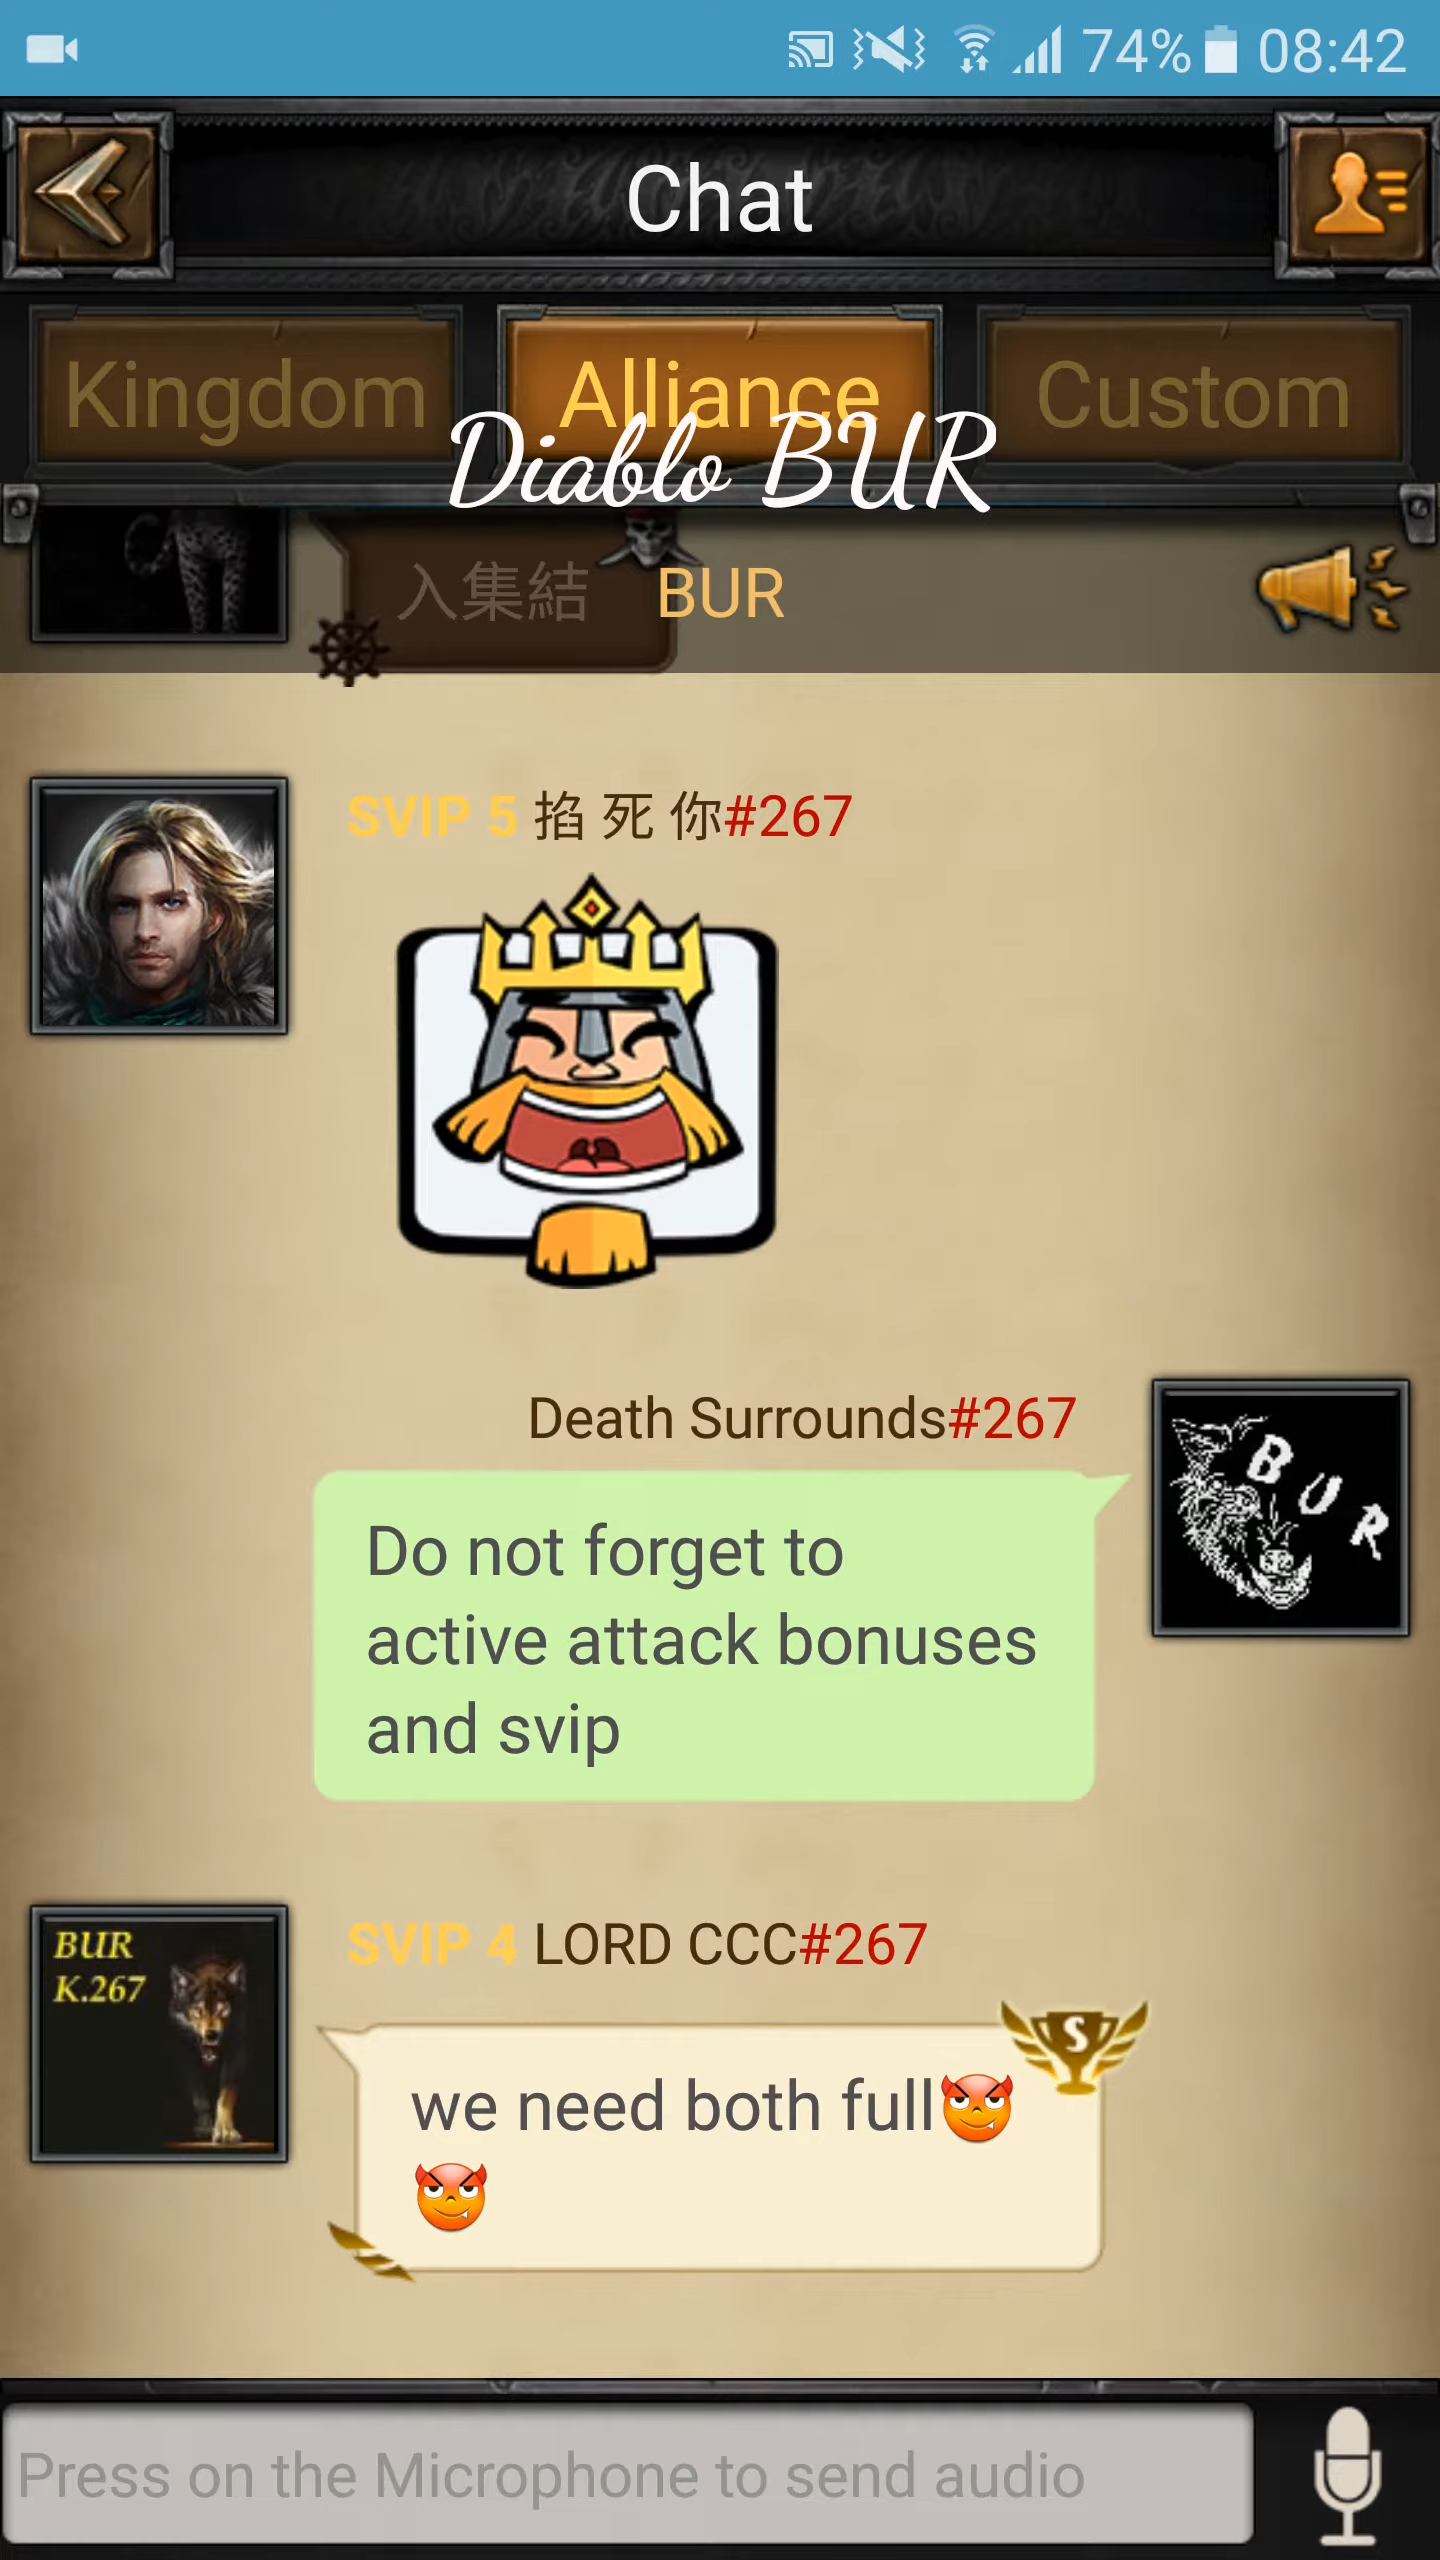 74% 08:42
Chat
Kingdom
Alliance
Custom
Diablo BUR
入集結
BUR
SVIP 5 掐 死 你#267
Death Surrounds#267
BUR
Do not forget to
active attack bonuses
and svip
BUR
K.267
SVIP 4 LORD CCC#267
S
we need both full😈
😈
Press on the Microphone to send audio